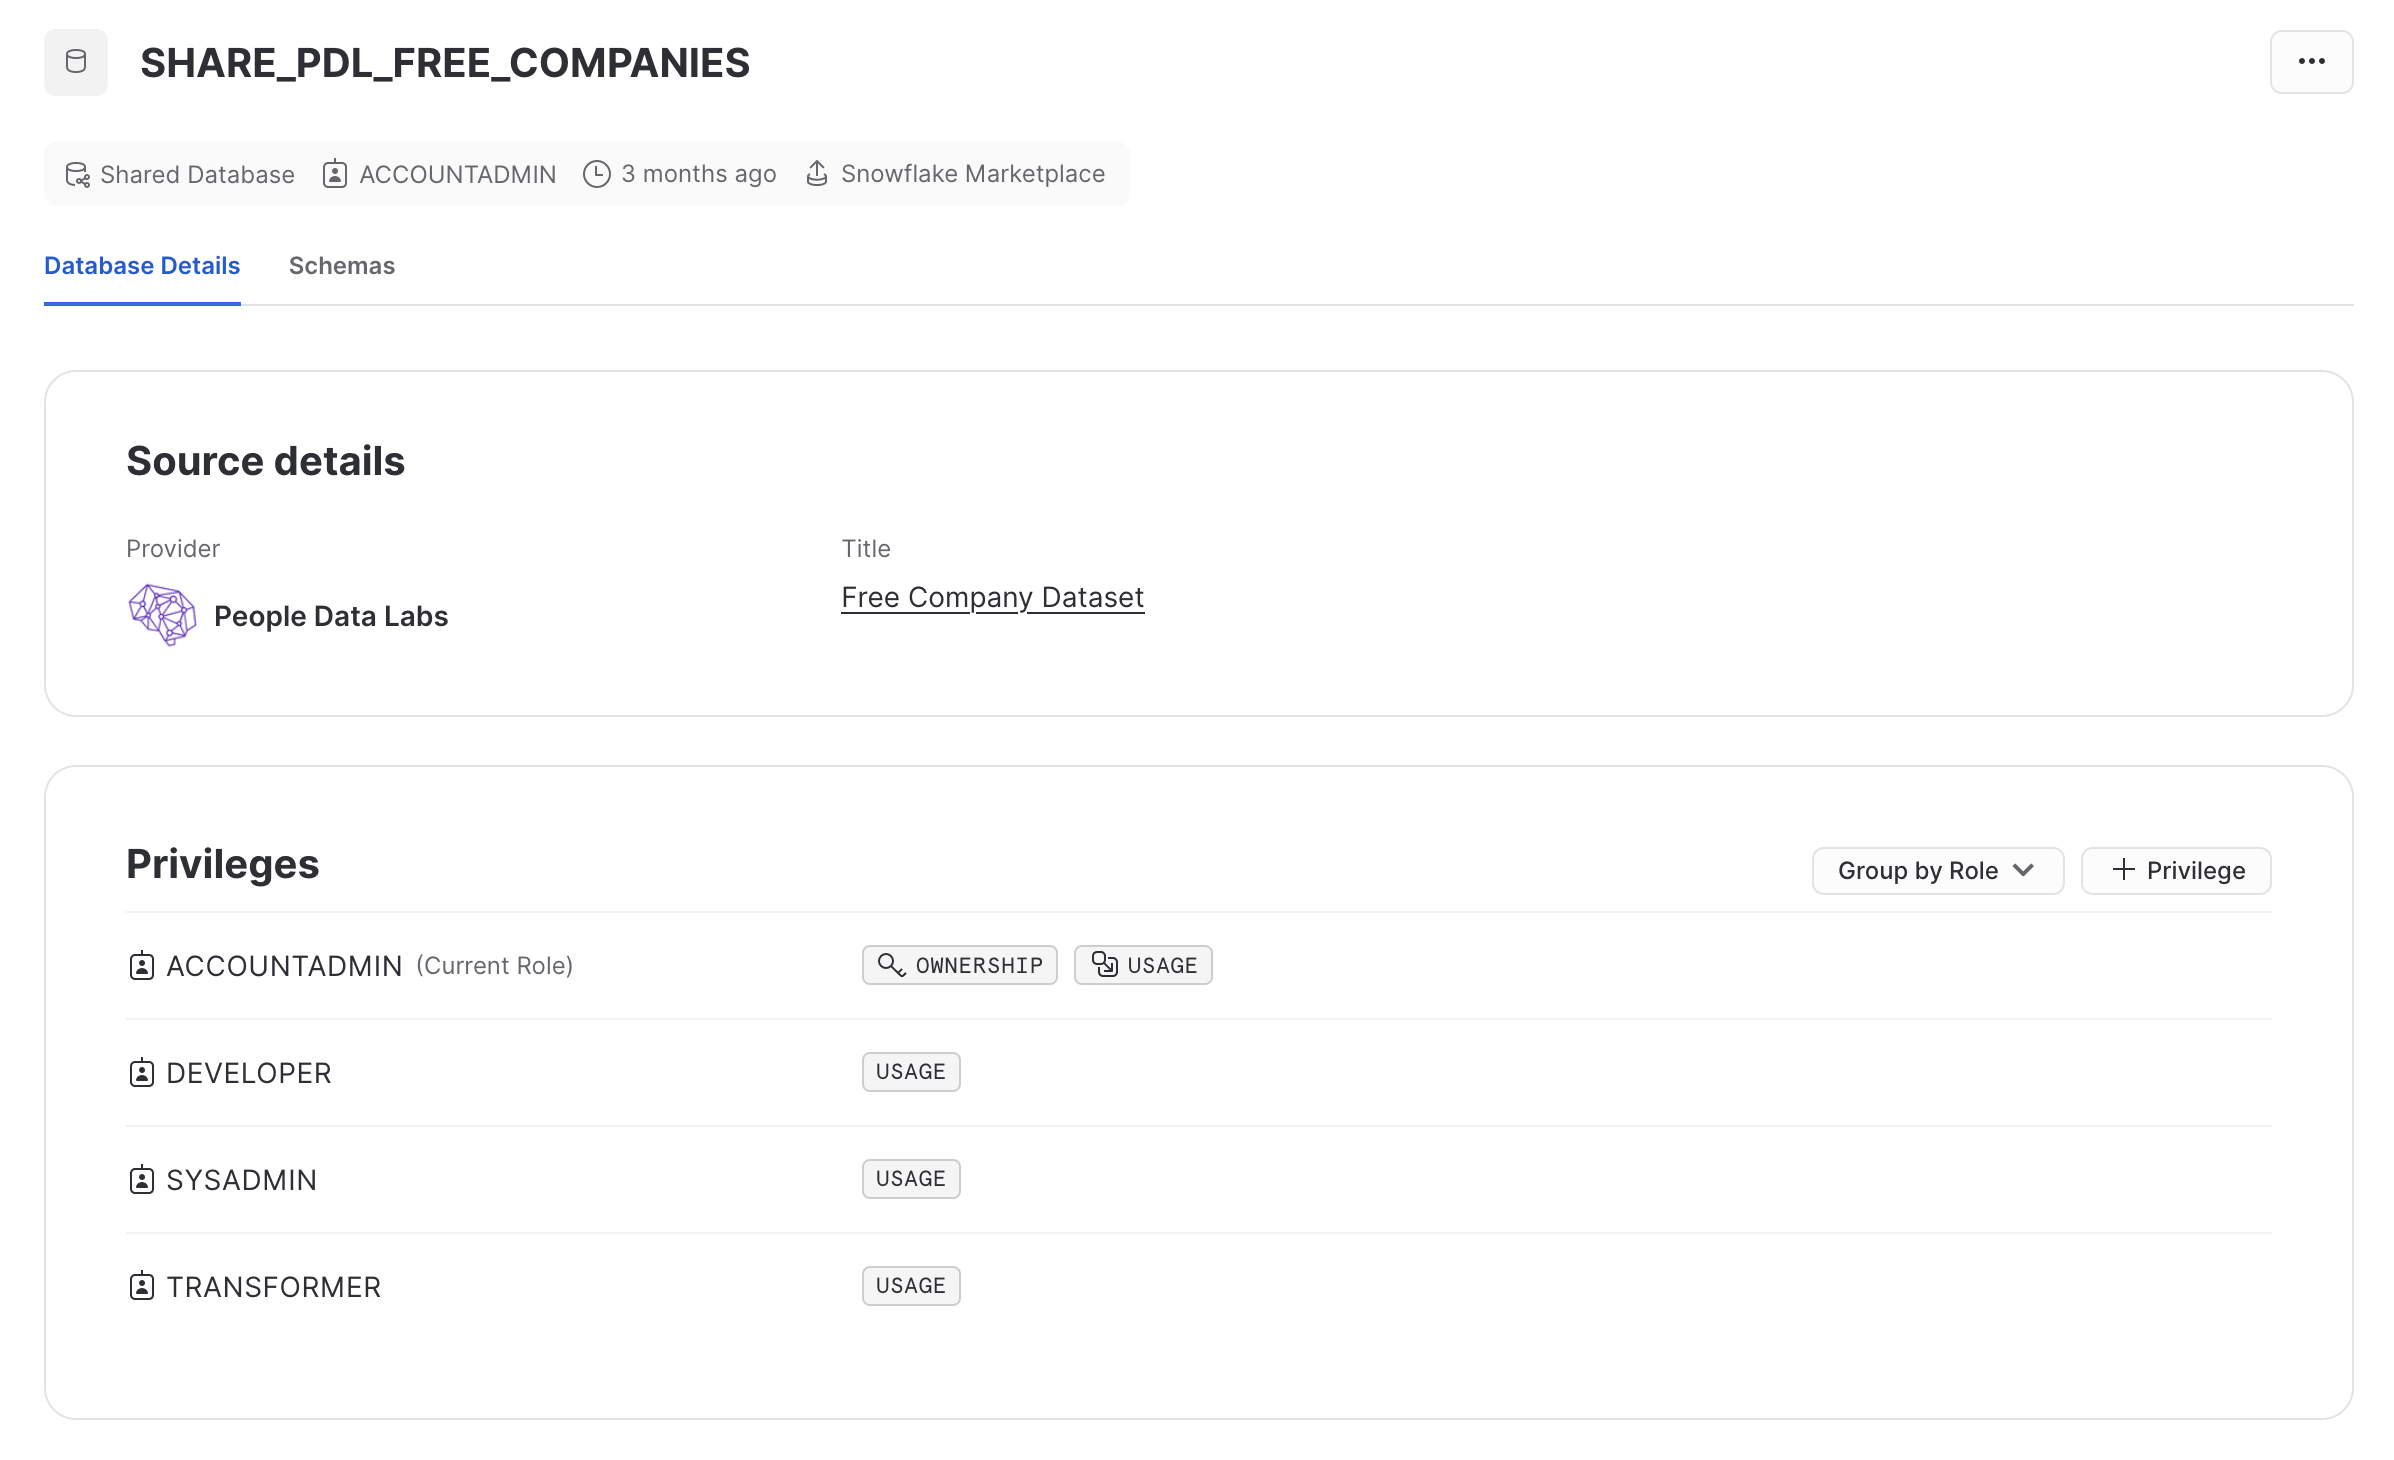 SHARE_PDL_FREE_COMPANIES
Shared Database ACCOUNTADMIN 3 months ago Snowflake Marketplace
Database Details Schemas
Source details
Provider Title
People Data Labs Free Company Dataset
Privileges Group by Role Privilege
ACCOUNTADMIN (Current Role) OWNERSHIP USAGE
DEVELOPER USAGE
SYSADMIN USAGE
TRANSFORMER USAGE